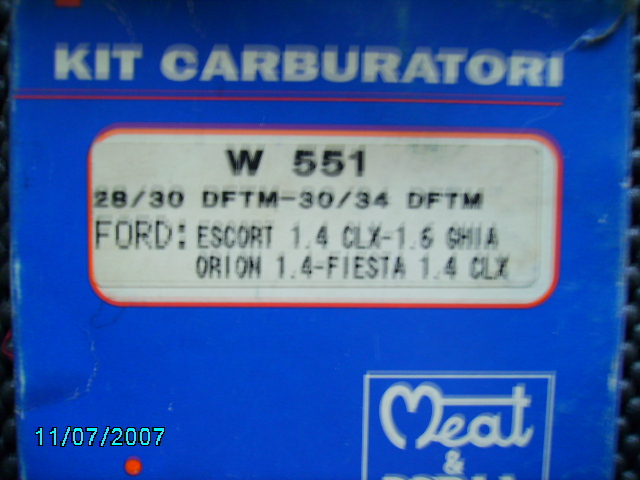 KIT CARBURATORI
W 551
28/30 DFTM-30/34 DFTM
FORD: ESCORT 1.4 CLX-1.6 GHIA
ORION 1.4-FIESTA 1.4 CLX
Meat
&
11/07/2007